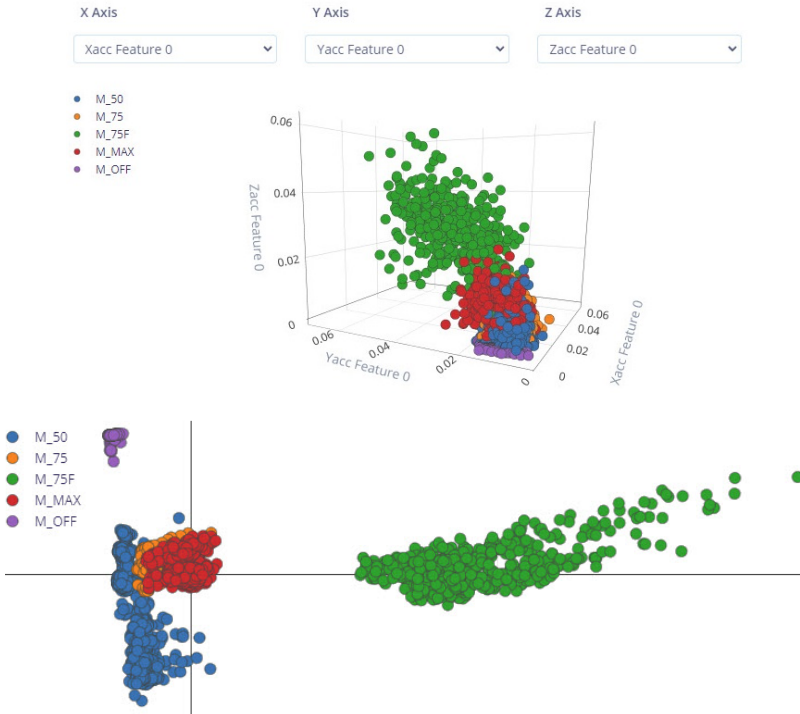 X Axis Y Axis Z Axis
Xacc Feature 0 Yacc Feature 0 Zacc Feature 0
M_50
M_75
M_75F
M_MAX
M_OFF
0.06
0.04
0.02
0
Zacc Feature 0
0.06
0.04
0.02
0
Yacc Feature 0
0.06
0.04
0.02
0
Xacc Feature 0
M_50
M_75
M_75F
M_MAX
M_OFF